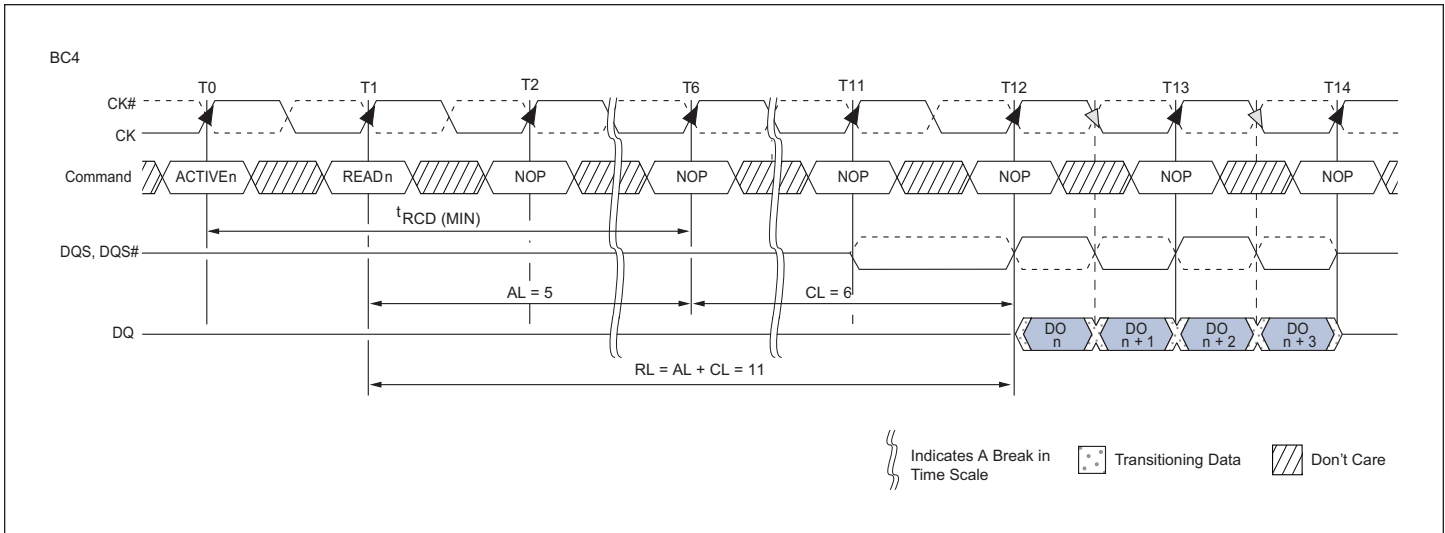 BC4
T0 T1 T2 T6 T11 T12 T13 T14
CK#
CK
Command ACTIVEn READn NOP NOP NOP NOP NOP NOP
tRCD (MIN)
DQS, DQS#
AL = 5 CL = 6
DQ DO n DO n + 1 DO n + 2 DO n + 3
RL = AL + CL = 11
Indicates A Break in
Time Scale
Transitioning Data
Don't Care